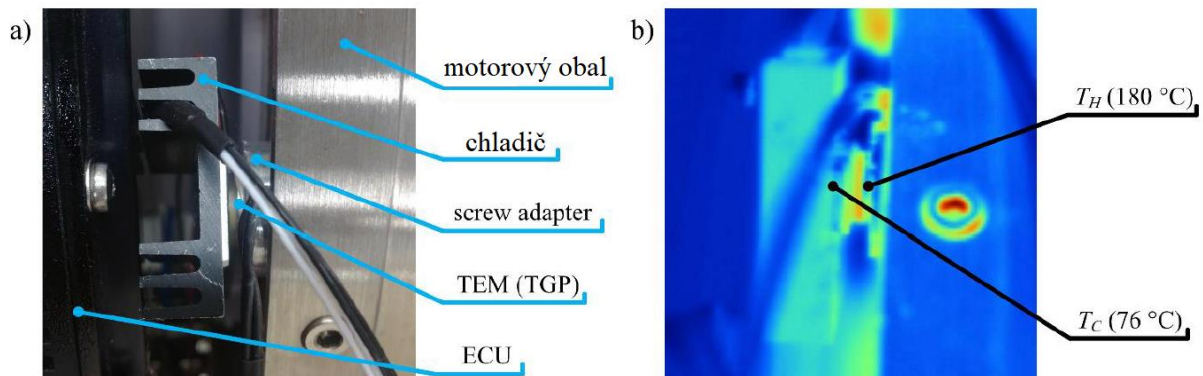 a)
motorový obal
chladič
screw adapter
TEM (TGP)
ECU
b)
T_H (180 °C)
T_C (76 °C)